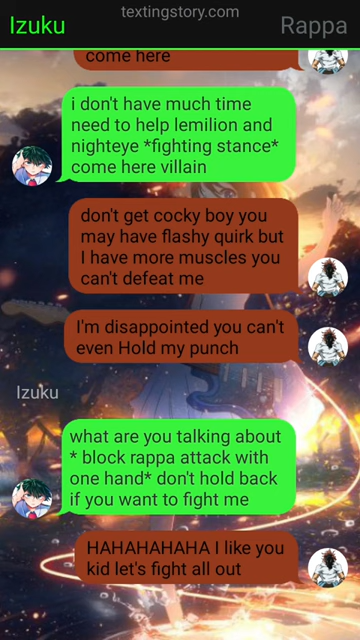 textingstory.com
Izuku
Rappa
come here
i don't have much time
need to help lemilion and
nighteye *fighting stance*
come here villain
don't get cocky boy you
may have flashy quirk but
I have more muscles you
can't defeat me
I'm disappointed you can't
even Hold my punch
Izuku
what are you talking about
* block rappa attack with
one hand* don't hold back
if you want to fight me
HAHAHAHAHA I like you
kid let's fight all out